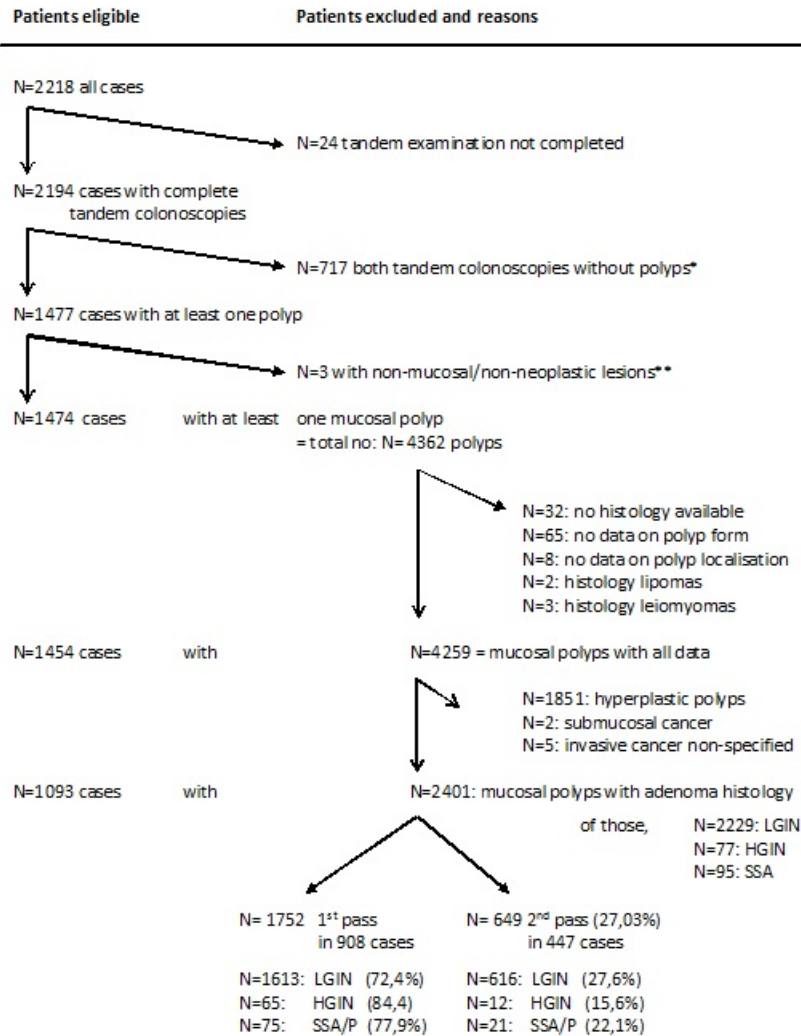 Patients eligible Patients excluded and reasons
N=2218 all cases
N=24 tandem examination not completed
N=2194 cases with complete
tandem colonoscopies
N=717 both tandem colonoscopies without polyps*
N=1477 cases with at least one polyp
N=3 with non-mucosal/non-neoplastic lesions**
N=1474 cases with at least one mucosal polyp
= total no: N= 4362 polyps
N=32: no histology available
N=65: no data on polyp form
N=8: no data on polyp localisation
N=2: histology lipomas
N=3: histology leiomyomas
N=1454 cases with N=4259 = mucosal polyps with all data
N=1851: hyperplastic polyps
N=2: submucosal cancer
N=5: invasive cancer non-specified
N=1093 cases with N=2401: mucosal polyps with adenoma histology
of those, N=2229: LGIN
N=77: HGIN
N=95: SSA
N= 1752 1st pass N= 649 2nd pass (27,03%)
in 908 cases in 447 cases
N=1613: LGIN (72,4%) N=616: LGIN (27,6%)
N=65: HGIN (84,4) N=12: HGIN (15,6%)
N=75: SSA/P (77,9%) N=21: SSA/P (22,1%)